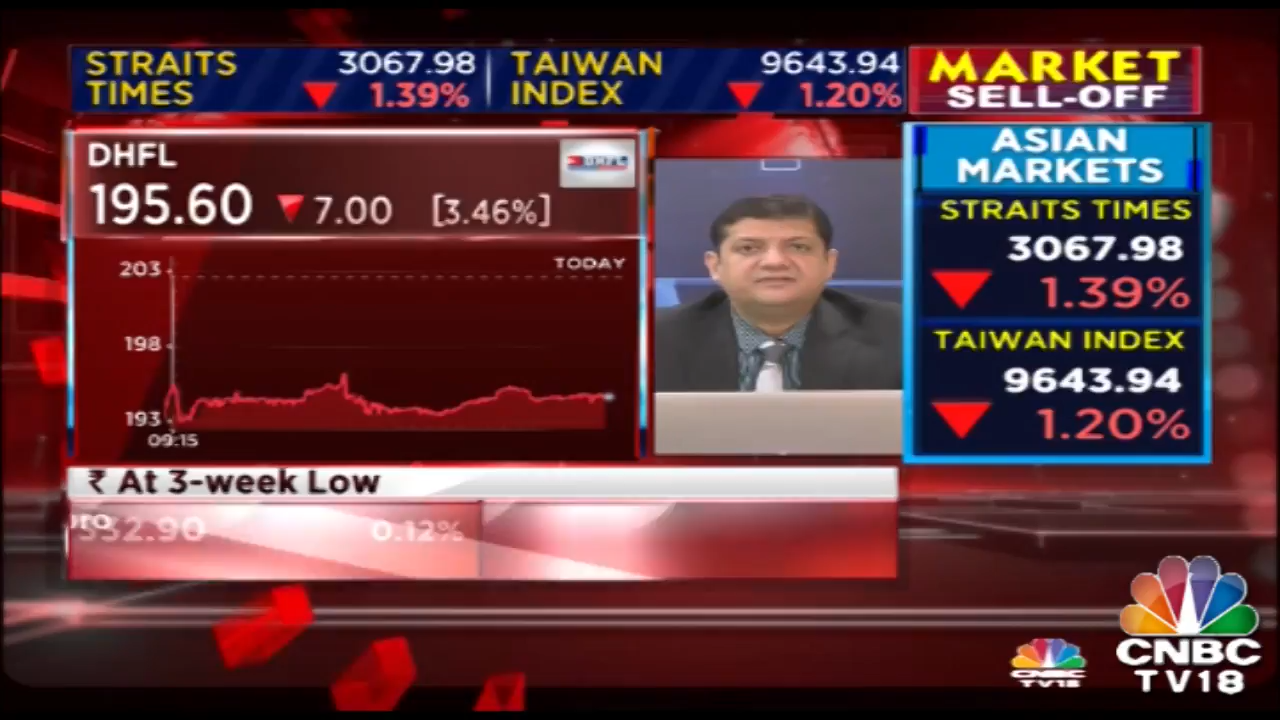 STRAITS TIMES 3067.98 ▼ 1.39%
TAIWAN INDEX 9643.94 ▼ 1.20%
MARKET
SELL-OFF
DHFL
DHFL
195.60 ▼ 7.00 [3.46%]
TODAY
203
198
193
09:15
ASIAN
MARKETS
STRAITS TIMES
3067.98
▼ 1.39%
TAIWAN INDEX
9643.94
▼ 1.20%
₹ At 3-week Low
0.12%
CNBC
TV18
CNBC
TV18